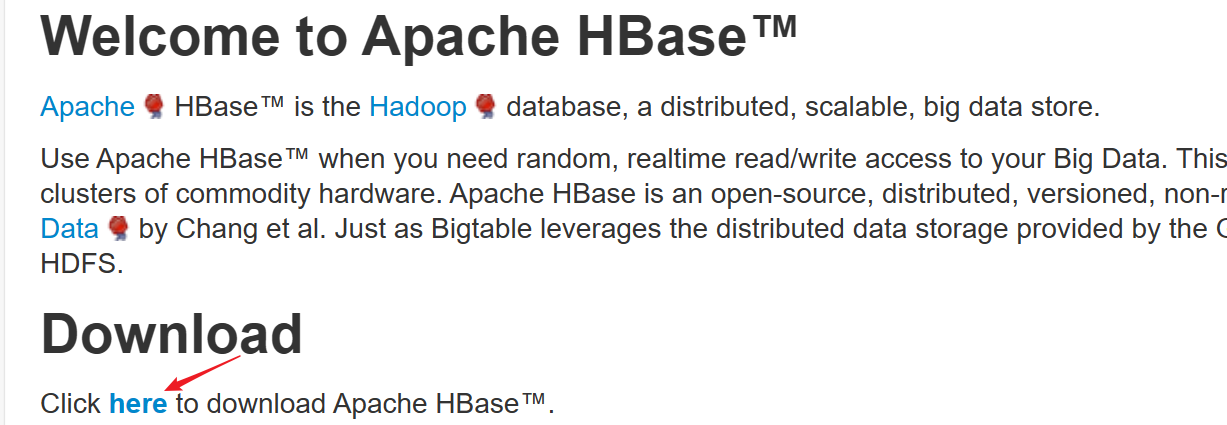 Welcome to Apache HBase™
Apache HBase™ is the Hadoop database, a distributed, scalable, big data store.
Use Apache HBase™ when you need random, realtime read/write access to your Big Data. This
clusters of commodity hardware. Apache HBase is an open-source, distributed, versioned, non-
Data by Chang et al. Just as Bigtable leverages the distributed data storage provided by the
HDFS.
Download
Click here to download Apache HBase™.